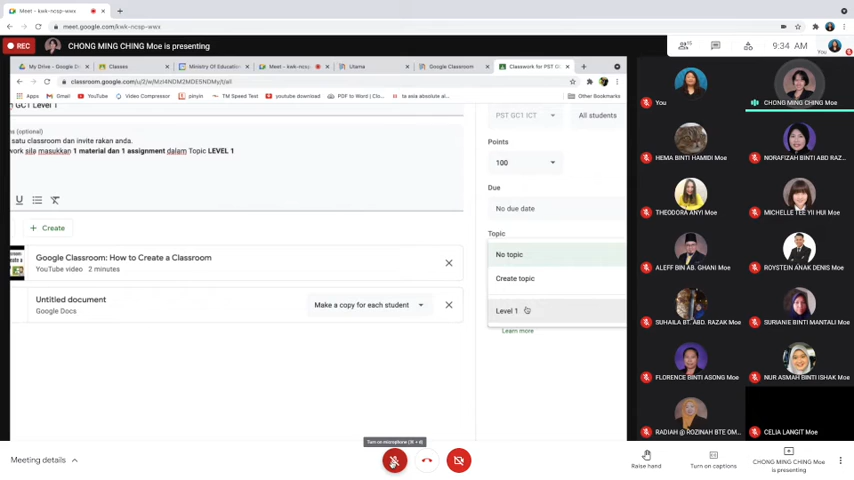 Meet - kwk-ncsp-wwx
meet.google.com/kwk-ncsp-wwx
REC
CHONG MING CHING Moe is presenting
15
9:34 AM
You
My Drive - Google D
Classes
Ministry Of Education
Meet - kwk-ncsy
Utama
Google Classroom
Classwork for PST G
classroom.google.com/u/2/w/
Apps
Gmail
YouTube
Video Compressor
pinyin
TM Speed Test
youtube download
PDF to Word | Clo...
ta asia absolute al...
Other Bookmarks
GC1 Level 1
(optional)
satu classroom dan invite rakan anda.
work sila masukkan 1 material dan 1 assignment dalam Topic LEVEL 1
Create
Google Classroom: How to Create a Classroom
YouTube video 2 minutes
Untitled document
Google Docs
Make a copy for each student
PST GC1 ICT
All students
Points
100
Due
No due date
Topic
No topic
Create topic
Level 1
Learn more
You
CHONG MING CHING Moe
HEMA BINTI HAMIDI Moe
NORAFIZAH BINTI ABD RAZ...
THEODORA ANYI Moe
MICHELLE TEE YII HUI Moe
ALEFF BIN AB. GHANI Moe
ROYSTEIN ANAK DENIS Moe
SUHAILA BT. ABD. RAZAK Moe
SURIANIE BINTI MANTALI Moe
FLORENCE BINTI ASONG Moe
NUR ASMAH BINTI ISHAK Moe
RADIAH @ ROZINAH BTE OM...
CELIA LANGIT Moe
Turn on microphone (⌘ + d)
Meeting details
Raise hand
Turn on captions
CHONG MING CHING Moe
is presenting